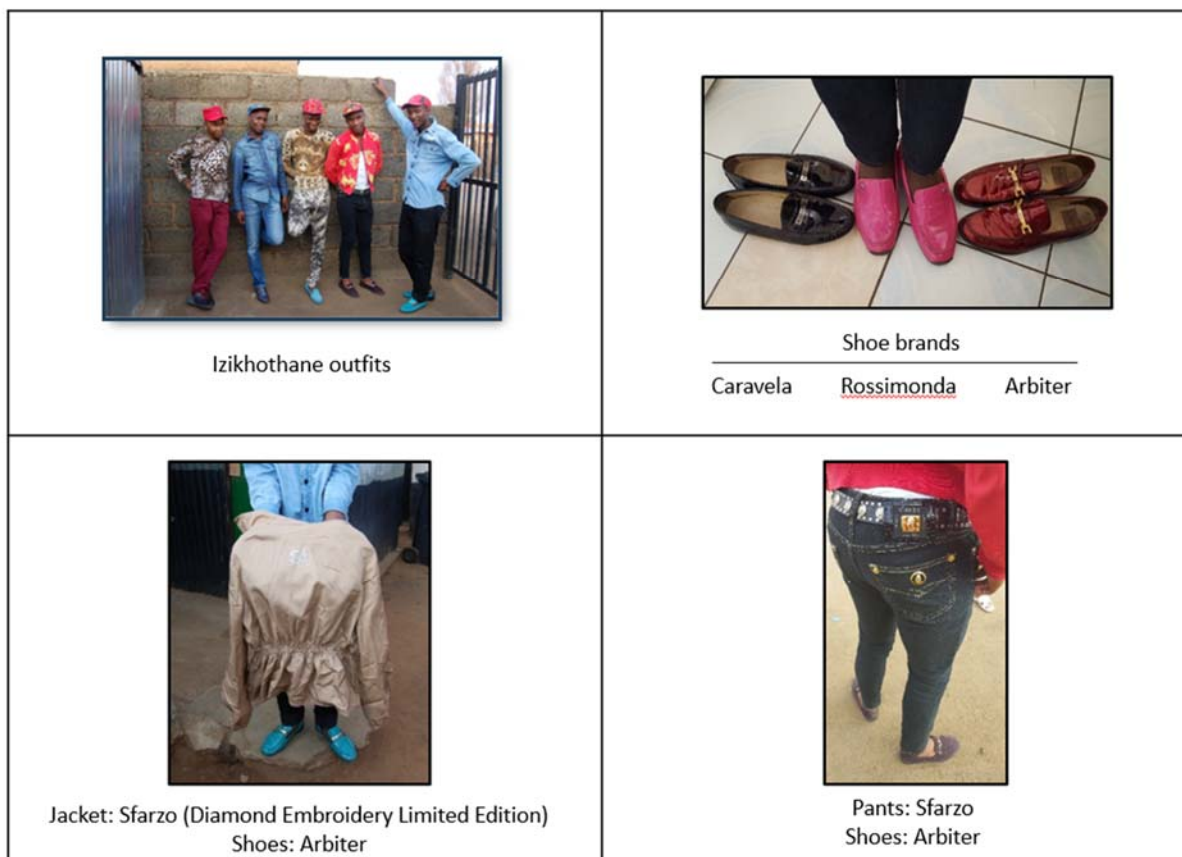 Izikhothane outfits
Shoe brands
Caravela Rossimonda Arbiter
Jacket: Sfarzo (Diamond Embroidery Limited Edition)
Shoes: Arbiter
Pants: Sfarzo
Shoes: Arbiter